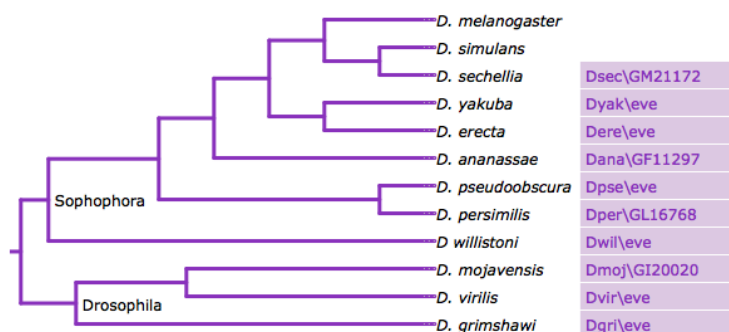 D. melanogaster
D. simulans
D. sechellia Dsec\GM21172
D. yakuba Dyak\eve
D. erecta Dere\eve
D. ananassae Dana\GF11297
D. pseudoobscura Dpse\eve
Sophophora
D. persimilis Dper\GL16768
D willistoni Dwil\eve
D. mojavensis Dmoj\GI20020
D. virilis Dvir\eve
Drosophila
D. grimshawi Dgri\eve